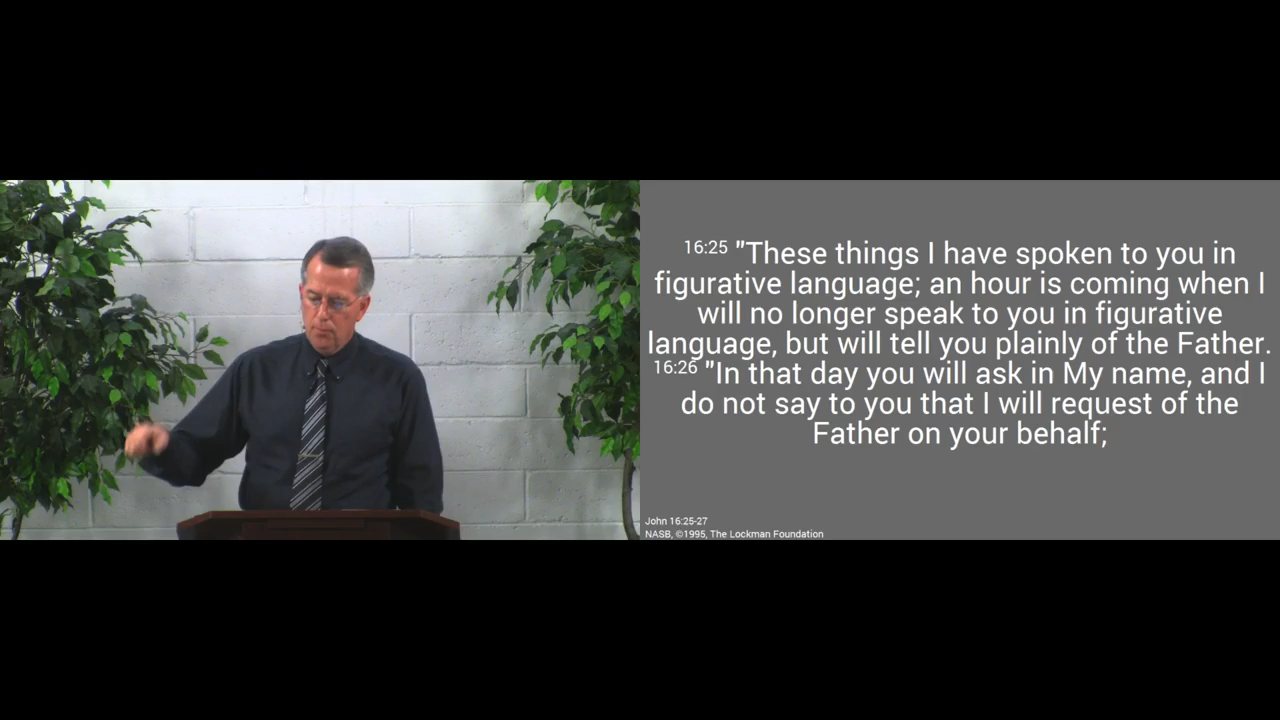 16:25 "These things I have spoken to you in
figurative language; an hour is coming when I
will no longer speak to you in figurative
language, but will tell you plainly of the Father.
16:26 "In that day you will ask in My name, and I
do not say to you that I will request of the
Father on your behalf;
John 16:25-27
NASB, ©1995, The Lockman Foundation